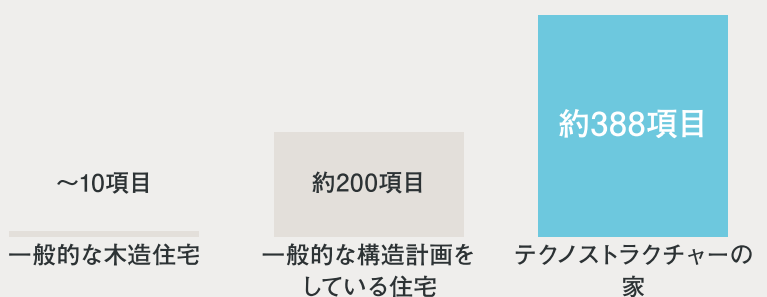 ～10項目
約200項目
約388項目
一般的な木造住宅
一般的な構造計画を
している住宅
テクノストラクチャーの
家